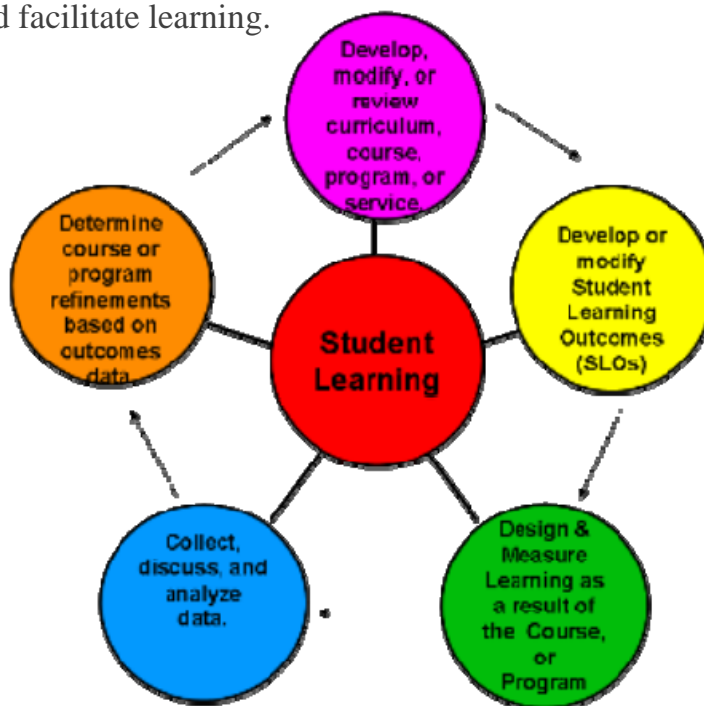 d facilitate learning.
Develop,
modify, or
review
curriculum,
course,
program, or
service.
Develop or
modify
Student
Learning
Outcomes
(SLOs)
Design &
Measure
Learning as
a result of
the Course,
or
Program
Collect,
discuss, and
analyze
data.
Determine
course or
program
refinements
based on
outcomes
data
Student
Learning